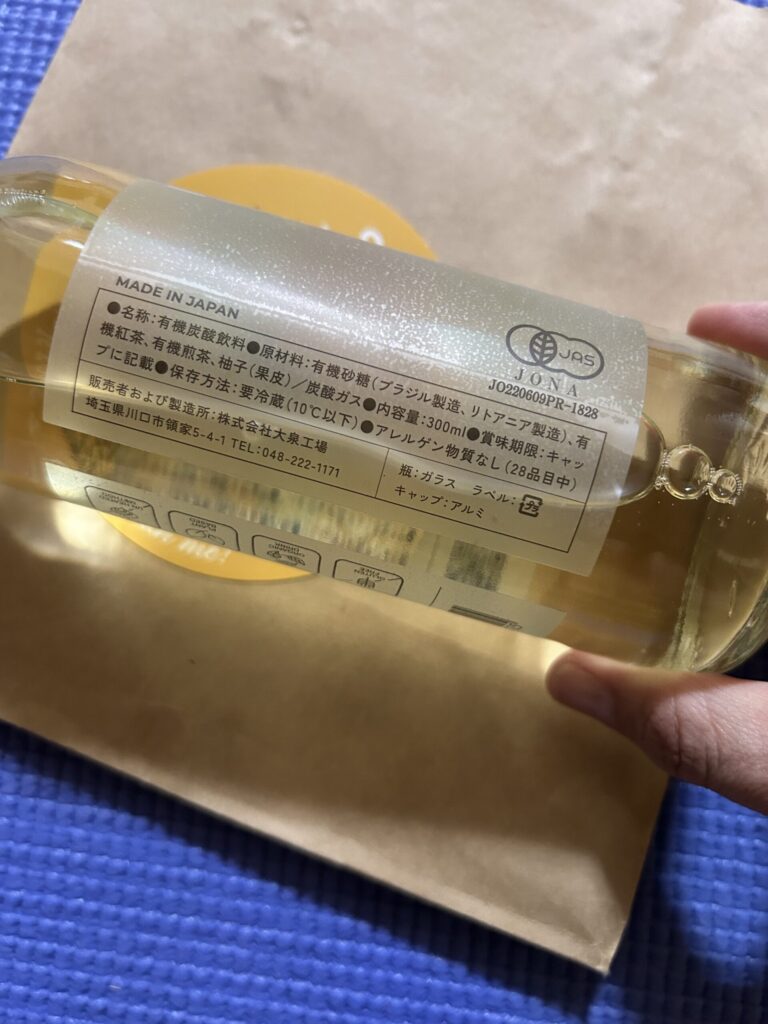 MADE IN JAPAN
●名称:有機炭酸飲料●原材料:有機砂糖(ブラジル製造、リトアニア製造)、有
機紅茶、有機煎茶、柚子(果皮)/炭酸ガス●内容量:300ml●賞味期限:キャッ
プに記載●保存方法:要冷蔵(10℃以下)●アレルゲン物質なし(28品目中)
販売者および製造所:株式会社大泉工場
埼玉県川口市領家5-4-1 TEL:048-222-1171
瓶:ガラス ラベル:プラ
キャップ:アルミ
JAS
JONA
JO220609PR-1828